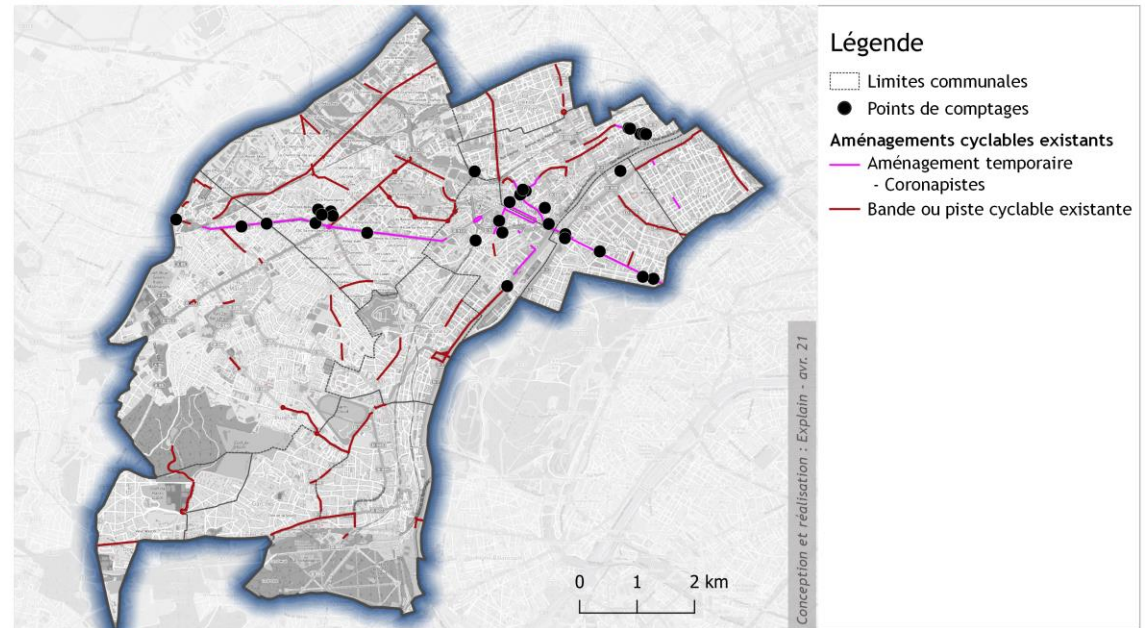 Légende
Limites communales
Points de comptages
Aménagements cyclables existants
Aménagement temporaire
- Coronapistes
Bande ou piste cyclable existante
Conception et réalisation : Explain - avr. 21
0 1 2 km